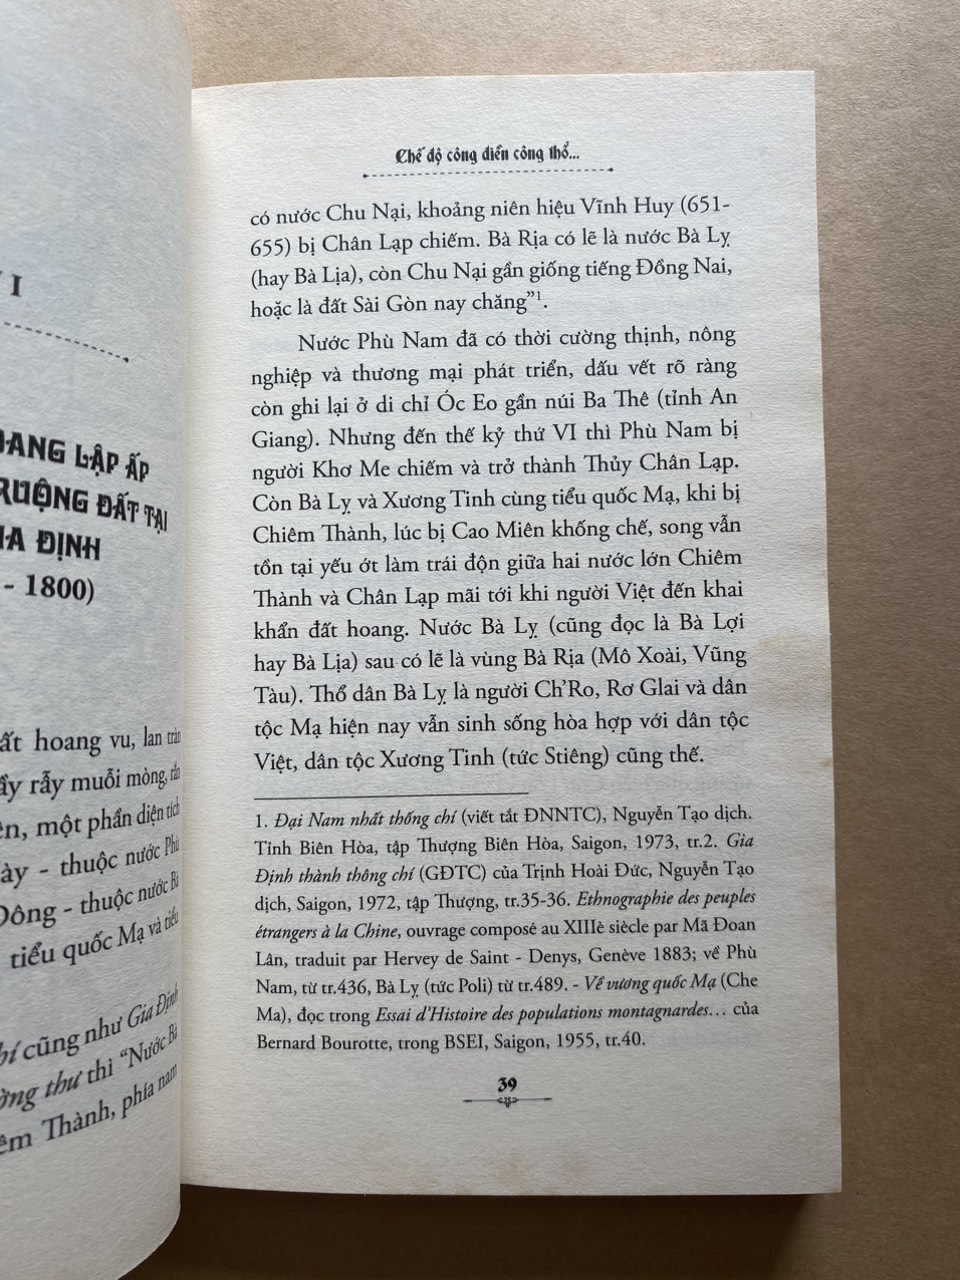 I
OANG LẬP ẤP
RUỘNG ĐẤT TẠI
IA ĐỊNH
- 1800)
ất hoang vu, lan tràn
ầy rẫy muỗi mòng, rắn
ên, một phần diện tích
ày - thuộc nước Phù
Đông - thuộc nước Bà
tiểu quốc Mạ và tiểu
hí cũng như Gia Định
ờng thư thì “Nước Bà
êm Thành, phía nam
Chế độ công điền công thổ...
có nước Chu Nại, khoảng niên hiệu Vĩnh Huy (651-
655) bị Chân Lạp chiếm. Bà Rịa có lẽ là nước Bà Lỵ
(hay Bà Lịa), còn Chu Nại gần giống tiếng Đồng Nai,
hoặc là đất Sài Gòn nay chăng”1.
Nước Phù Nam đã có thời cường thịnh, nông
nghiệp và thương mại phát triển, dấu vết rõ ràng
còn ghi lại ở di chỉ Óc Eo gần núi Ba Thê (tỉnh An
Giang). Nhưng đến thế kỷ thứ VI thì Phù Nam bị
người Khơ Me chiếm và trở thành Thủy Chân Lạp.
Còn Bà Lỵ và Xương Tinh cùng tiểu quốc Mạ, khi bị
Chiêm Thành, lúc bị Cao Miên khống chế, song vẫn
tồn tại yếu ớt làm trái độn giữa hai nước lớn Chiêm
Thành và Chân Lạp mãi tới khi người Việt đến khai
khẩn đất hoang. Nước Bà Lỵ (cũng đọc là Bà Lợi
hay Bà Lịa) sau có lẽ là vùng Bà Rịa (Mô Xoài, Vũng
Tàu). Thổ dân Bà Lỵ là người Ch’Ro, Rơ Glai và dân
tộc Mạ hiện nay vẫn sinh sống hòa hợp với dân tộc
Việt, dân tộc Xương Tinh (tức Stiêng) cũng thế.
1. Đại Nam nhất thống chí (viết tắt ĐNNTC), Nguyễn Tạo dịch.
Tỉnh Biên Hòa, tập Thượng Biên Hòa, Saigon, 1973, tr.2. Gia
Định thành thông chí (GĐTC) của Trịnh Hoài Đức, Nguyễn Tạo
dịch, Saigon, 1972, tập Thượng, tr.35-36. Ethnographie des peuples
étrangers à la Chine, ouvrage composé au XIIIè siècle par Mã Đoan
Lân, traduit par Hervey de Saint - Denys, Genève 1883; về Phù
Nam, từ tr.436, Bà Lỵ (tức Poli) từ tr.489. - Về vương quốc Mạ (Che
Ma), đọc trong Essai d’Histoire des populations montagnardes... của
Bernard Bourotte, trong BSEI, Saigon, 1955, tr.40.
39